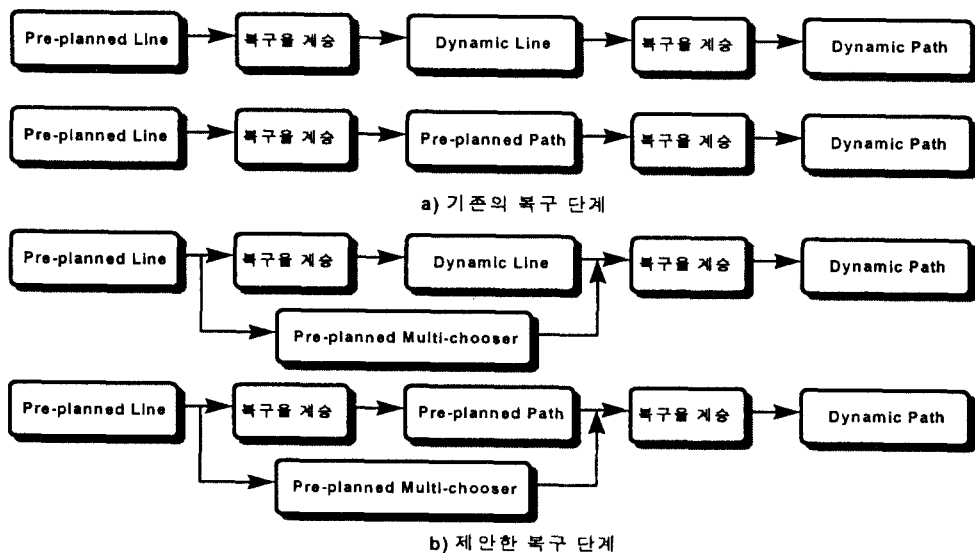 Pre-planned Line 복구율 계승 Dynamic Line 복구율 계승 Dynamic Path
Pre-planned Line 복구율 계승 Pre-planned Path 복구율 계승 Dynamic Path
a) 기존의 복구 단계
Pre-planned Line 복구율 계승 Dynamic Line 복구율 계승 Dynamic Path
Pre-planned Multi-chooser
Pre-planned Line 복구율 계승 Pre-planned Path 복구율 계승 Dynamic Path
Pre-planned Multi-chooser
b) 제안한 복구 단계